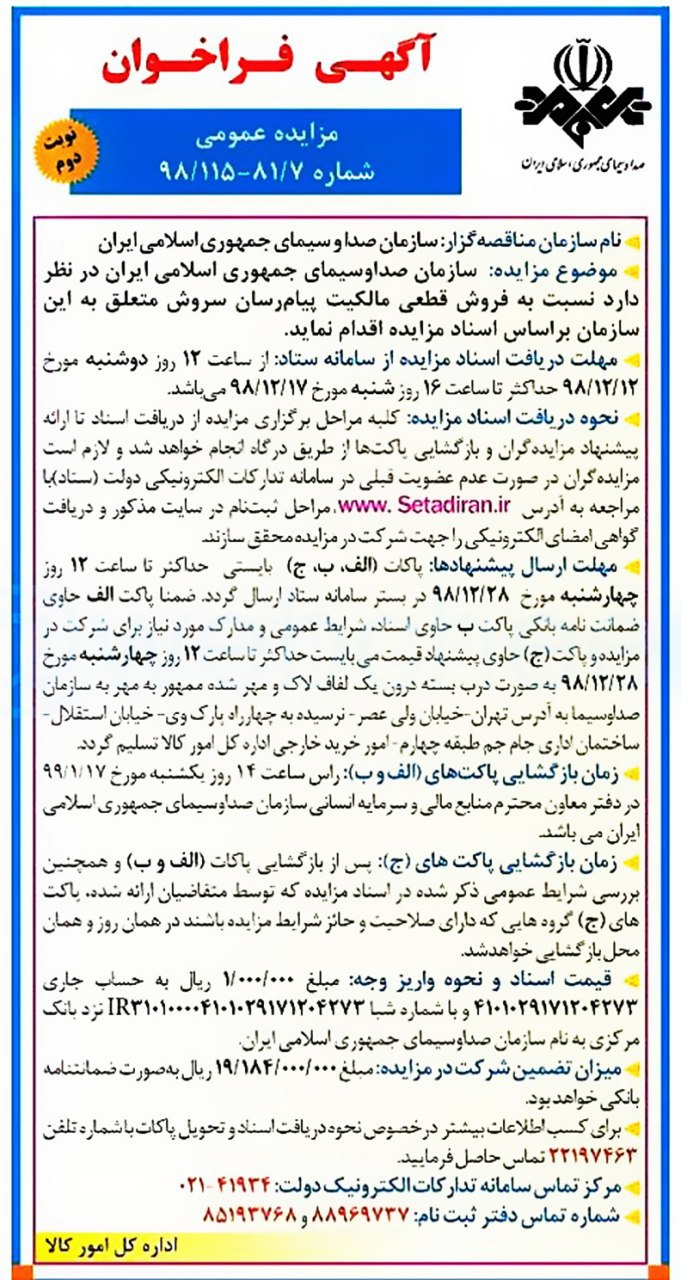 آگهی فراخوان
صداوسیمای جمهوری اسلامی ایران
مزایده عمومی
شماره ۹۸/۱۱۵-۸۱/۷
نوبت
دوم
نام سازمان مناقصه‌گزار: سازمان صدا و سیمای جمهوری اسلامی ایران
موضوع مزایده: سازمان صداوسیمای جمهوری اسلامی ایران در نظر
دارد نسبت به فروش قطعی مالکیت پیام‌رسان سروش متعلق به این
سازمان براساس اسناد مزایده اقدام نماید.
مهلت دریافت اسناد مزایده از سامانه ستاد: از ساعت ۱۲ روز دوشنبه مورخ
۹۸/۱۲/۱۲ حداکثر تا ساعت ۱۶ روز شنبه مورخ ۹۸/۱۲/۱۷ می‌باشد.
نحوه دریافت اسناد مزایده: کلیه مراحل برگزاری مزایده از دریافت اسناد تا ارائه
پیشنهاد مزایده‌گران و بازگشایی پاکت‌ها از طریق درگاه انجام خواهد شد و لازم است
مزایده‌گران در صورت عدم عضویت قبلی در سامانه تدارکات الکترونیکی دولت (ستاد)با
مراجعه به آدرس www. Setadiran.ir، مراحل ثبت‌نام در سایت مذکور و دریافت
گواهی امضای الکترونیکی را جهت شرکت در مزایده محقق سازند.
مهلت ارسال پیشنهادها: پاکات (الف، ب، ج) بایستی حداکثر تا ساعت ۱۲ روز
چهارشنبه مورخ ۹۸/۱۲/۲۸ در بستر سامانه ستاد ارسال گردد. ضمنا پاکت الف حاوی
ضمانت نامه بانکی پاکت ب حاوی اسناد، شرایط عمومی و مدارک مورد نیاز برای شرکت در
مزایده و پاکت (ج) حاوی پیشنهاد قیمت می بایست حداکثر تا ساعت ۱۲ روز چهارشنبه مورخ
۹۸/۱۲/۲۸ به صورت درب بسته درون یک لفاف لاک و مهر شده ممهور به مهر به سازمان
صداوسیما به آدرس تهران-خیابان ولی عصر- نرسیده به چهارراه پارک وی- خیابان استقلال-
ساختمان اداری جام جم طبقه چهارم- امور خرید خارجی اداره کل امور کالا تسلیم گردد.
زمان بازگشایی پاکت‌های (الف و ب): راس ساعت ۱۴ روز یکشنبه مورخ ۹۹/۱/۱۷
در دفتر معاون محترم منابع مالی و سرمایه انسانی سازمان صداوسیمای جمهوری اسلامی
ایران می باشد.
زمان بازگشایی پاکت های (ج): پس از بازگشایی پاکات (الف و ب) و همچنین
بررسی شرایط عمومی ذکر شده در اسناد مزایده که توسط متقاضیان ارائه شده، پاکت
های (ج) گروه هایی که دارای صلاحیت و حائز شرایط مزایده باشند در همان روز و همان
محل بازگشایی خواهدشد.
قیمت اسناد و نحوه واریز وجه: مبلغ ۱/۰۰۰/۰۰۰ ریال به حساب جاری
۴۱۰۱۰۲۹۱۷۱۲۰۴۲۷۳ و با شماره شبا IR۳۱۰۱۰۰۰۰۴۱۰۱۰۲۹۱۷۱۲۰۴۲۷۳ نزد بانک
مرکزی به نام سازمان صداوسیمای جمهوری اسلامی ایران.
میزان تضمین شرکت در مزایده: مبلغ ۱۹/۱۸۴/۰۰۰/۰۰۰ ریال به‌صورت ضمانتنامه
بانکی خواهد بود.
برای کسب اطلاعات بیشتر در خصوص نحوه دریافت اسناد و تحویل پاکات با شماره تلفن
۲۲۱۹۷۴۶۳ تماس حاصل فرمایید.
مرکز تماس سامانه تدارکات الکترونیک دولت: ۴۱۹۳۴-۰۲۱
شماره تماس دفتر ثبت نام: ۸۸۹۶۹۷۳۷ و ۸۵۱۹۳۷۶۸
اداره کل امور کالا